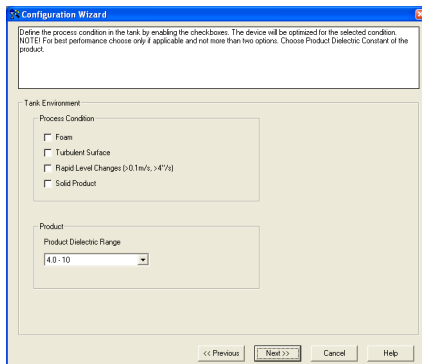 Configuration Wizard
Define the process condition in the tank by enabling the checkboxes. The device will be optimized for the selected condition.
NOTE! For best performance choose only if applicable and not more than two options. Choose Product Dielectric Constant of the
product.
Tank Environment
Process Condition
Foam
Turbulent Surface
Rapid Level Changes (>0.1m/s, >4"/s)
Solid Product
Product
Product Dielectric Range
4.0 - 10
<< Previous
Next >>
Cancel
Help